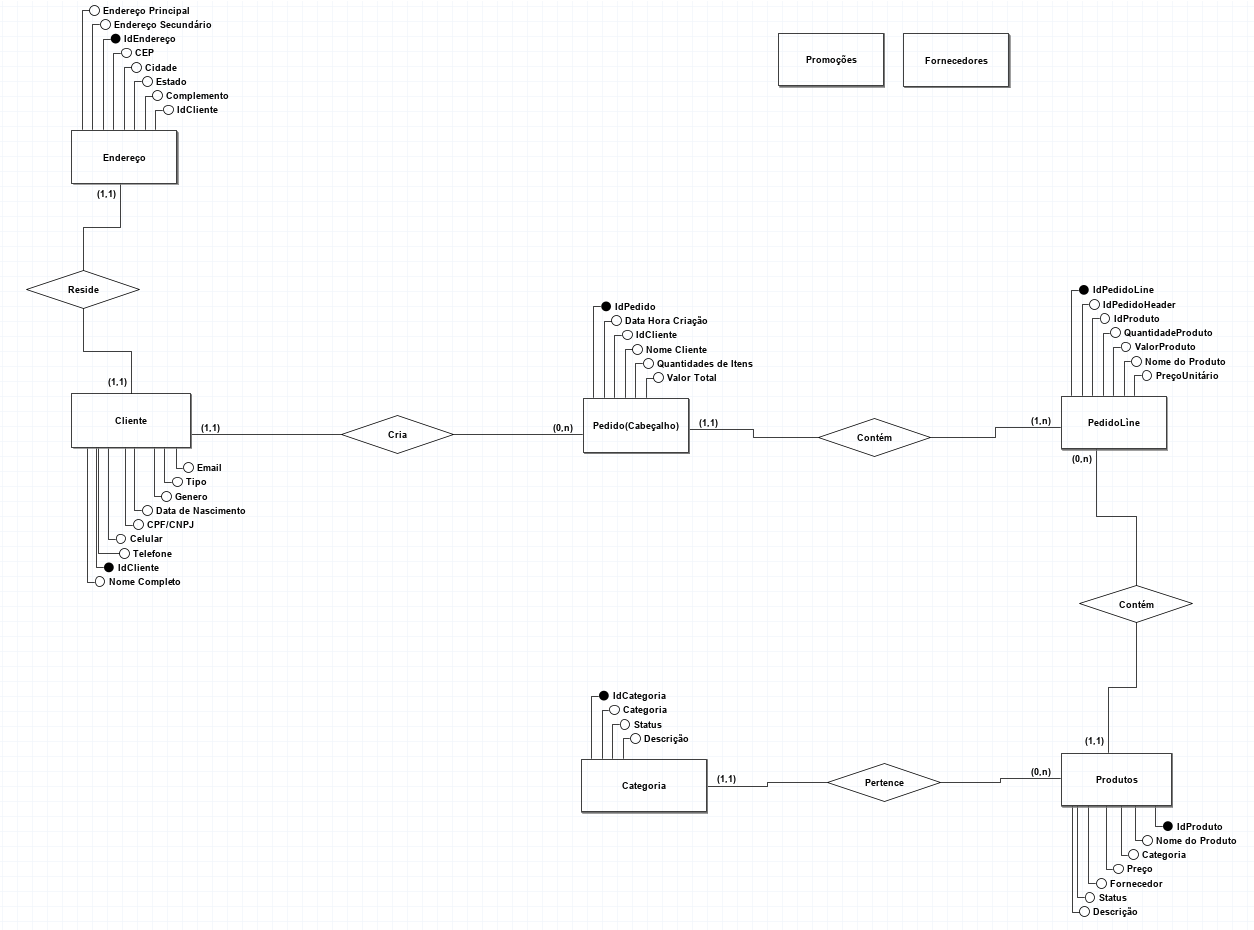 Endereço Principal
Endereço Secundário
IdEndereço
CEP
Cidade
Estado
Complemento
IdCliente
Endereço
Promoções
Fornecedores
(1,1)
Reside
(1,1)
Cliente
(1,1)
Cria
(0,n)
IdPedido
Data Hora Criação
IdCliente
Nome Cliente
Quantidades de Itens
Valor Total
Pedido(Cabeçalho)
(1,1)
Contém
(1,n)
IdPedidoLine
IdPedidoHeader
IdProduto
QuantidadeProduto
ValorProduto
Nome do Produto
PreçoUnitário
PedidoLine
(0,n)
Email
Tipo
Genero
Data de Nascimento
CPF/CNPJ
Celular
Telefone
IdCliente
Nome Completo
Contém
(1,1)
IdCategoria
Categoria
Status
Descrição
Categoria
(1,1)
Pertence
(0,n)
Produtos
IdProduto
Nome do Produto
Categoria
Preço
Fornecedor
Status
Descrição